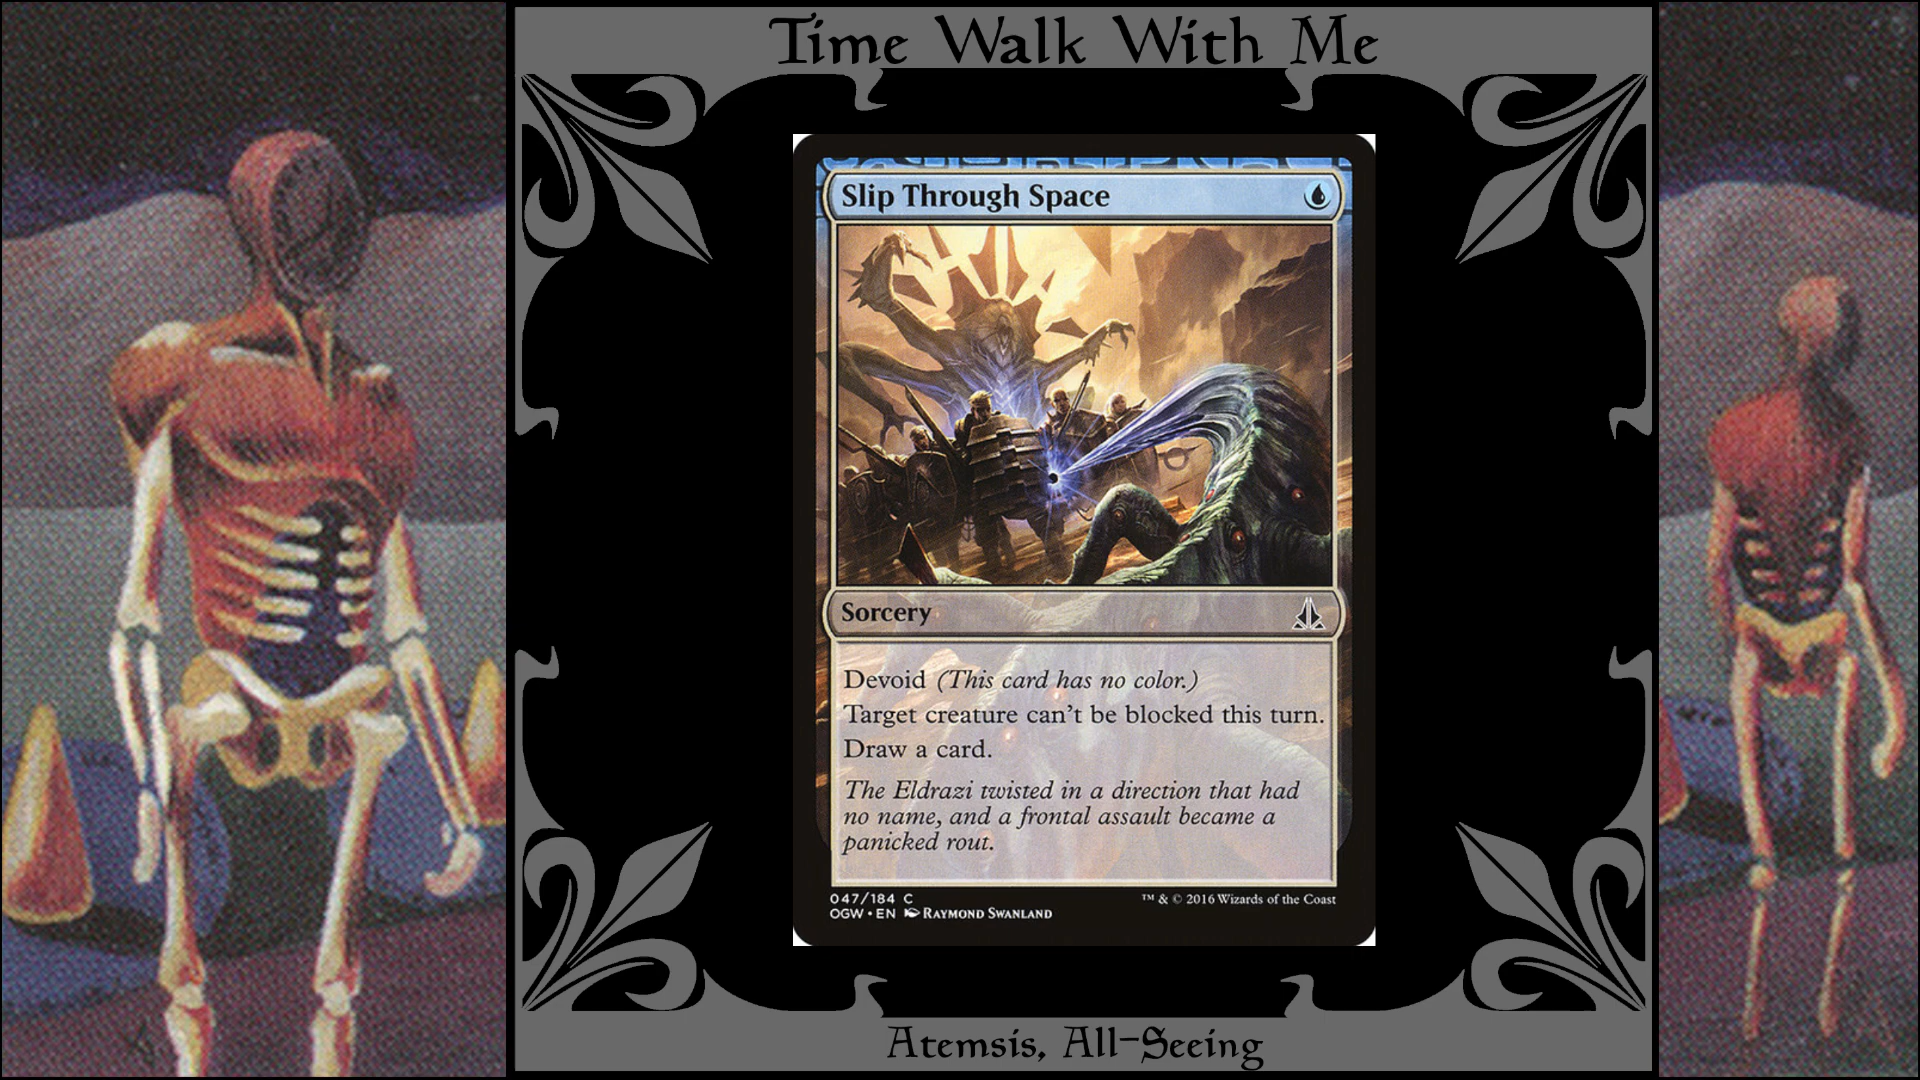 Time Walk With Me
Slip Through Space
Sorcery
Devoid (This card has no color.)
Target creature can't be blocked this turn.
Draw a card.
The Eldrazi twisted in a direction that had
no name, and a frontal assault became a
panicked rout.
047/184 C
™ & © 2016 Wizards of the Coast
OGW • EN Raymond Swanland
Atemsis, All-Seeing